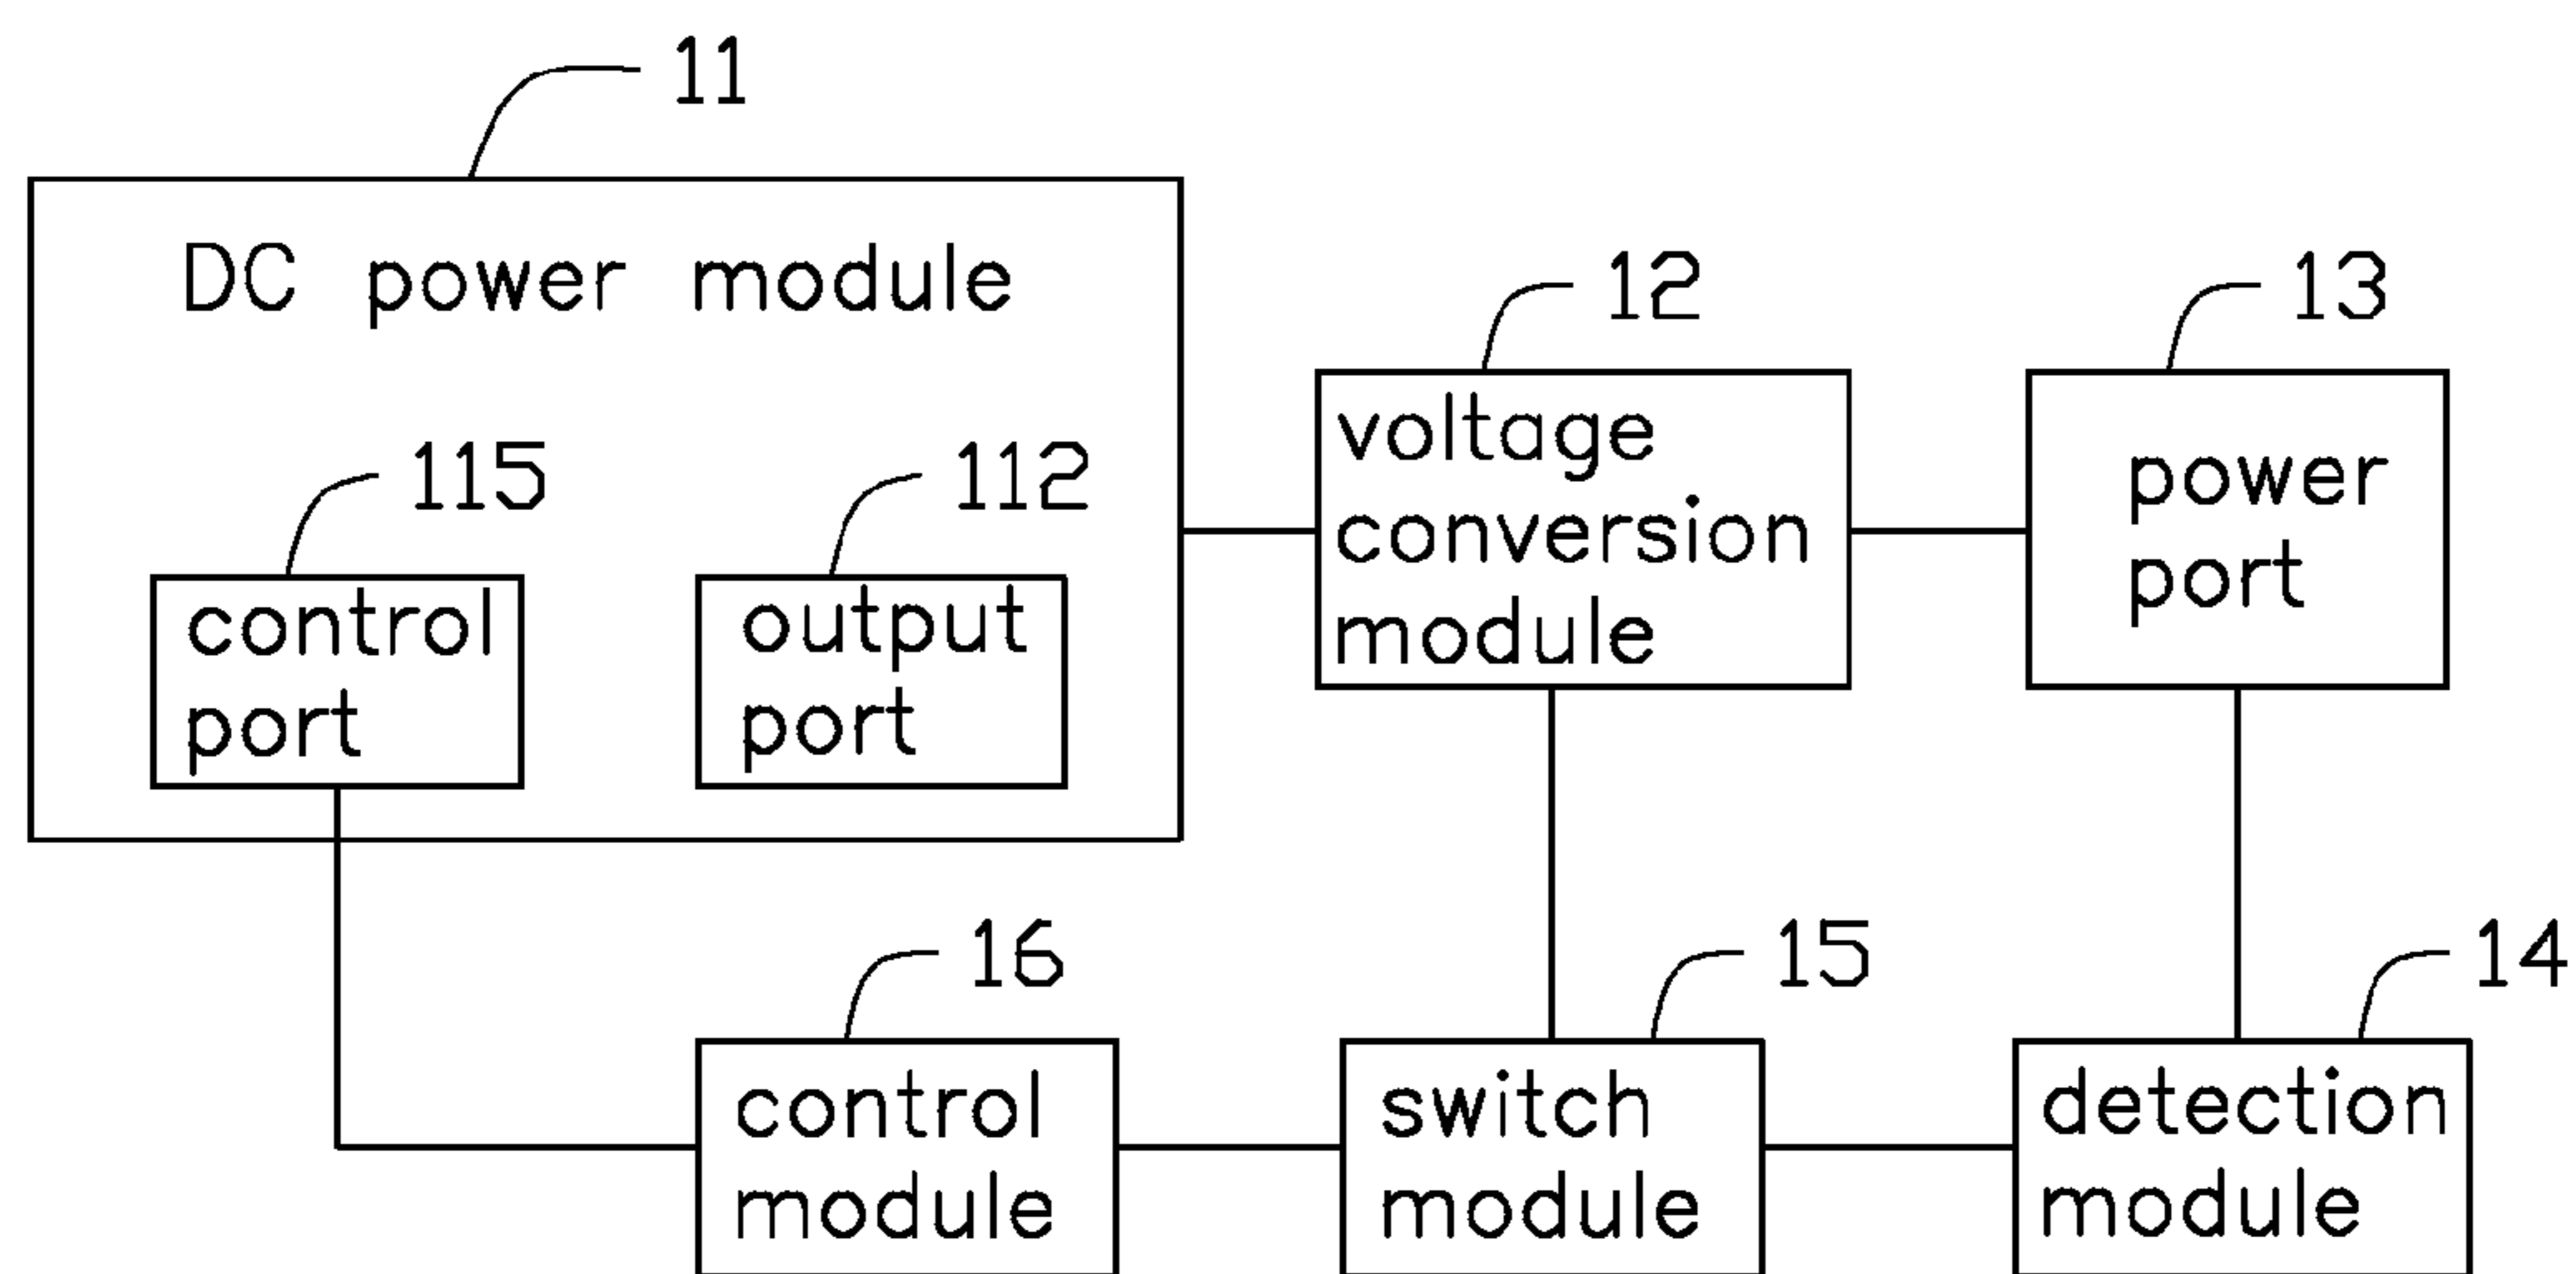 11
DC power module
12
13
115
112
voltage
conversion
module
power
port
control
port
output
port
16
15
14
control
module
switch
module
detection
module